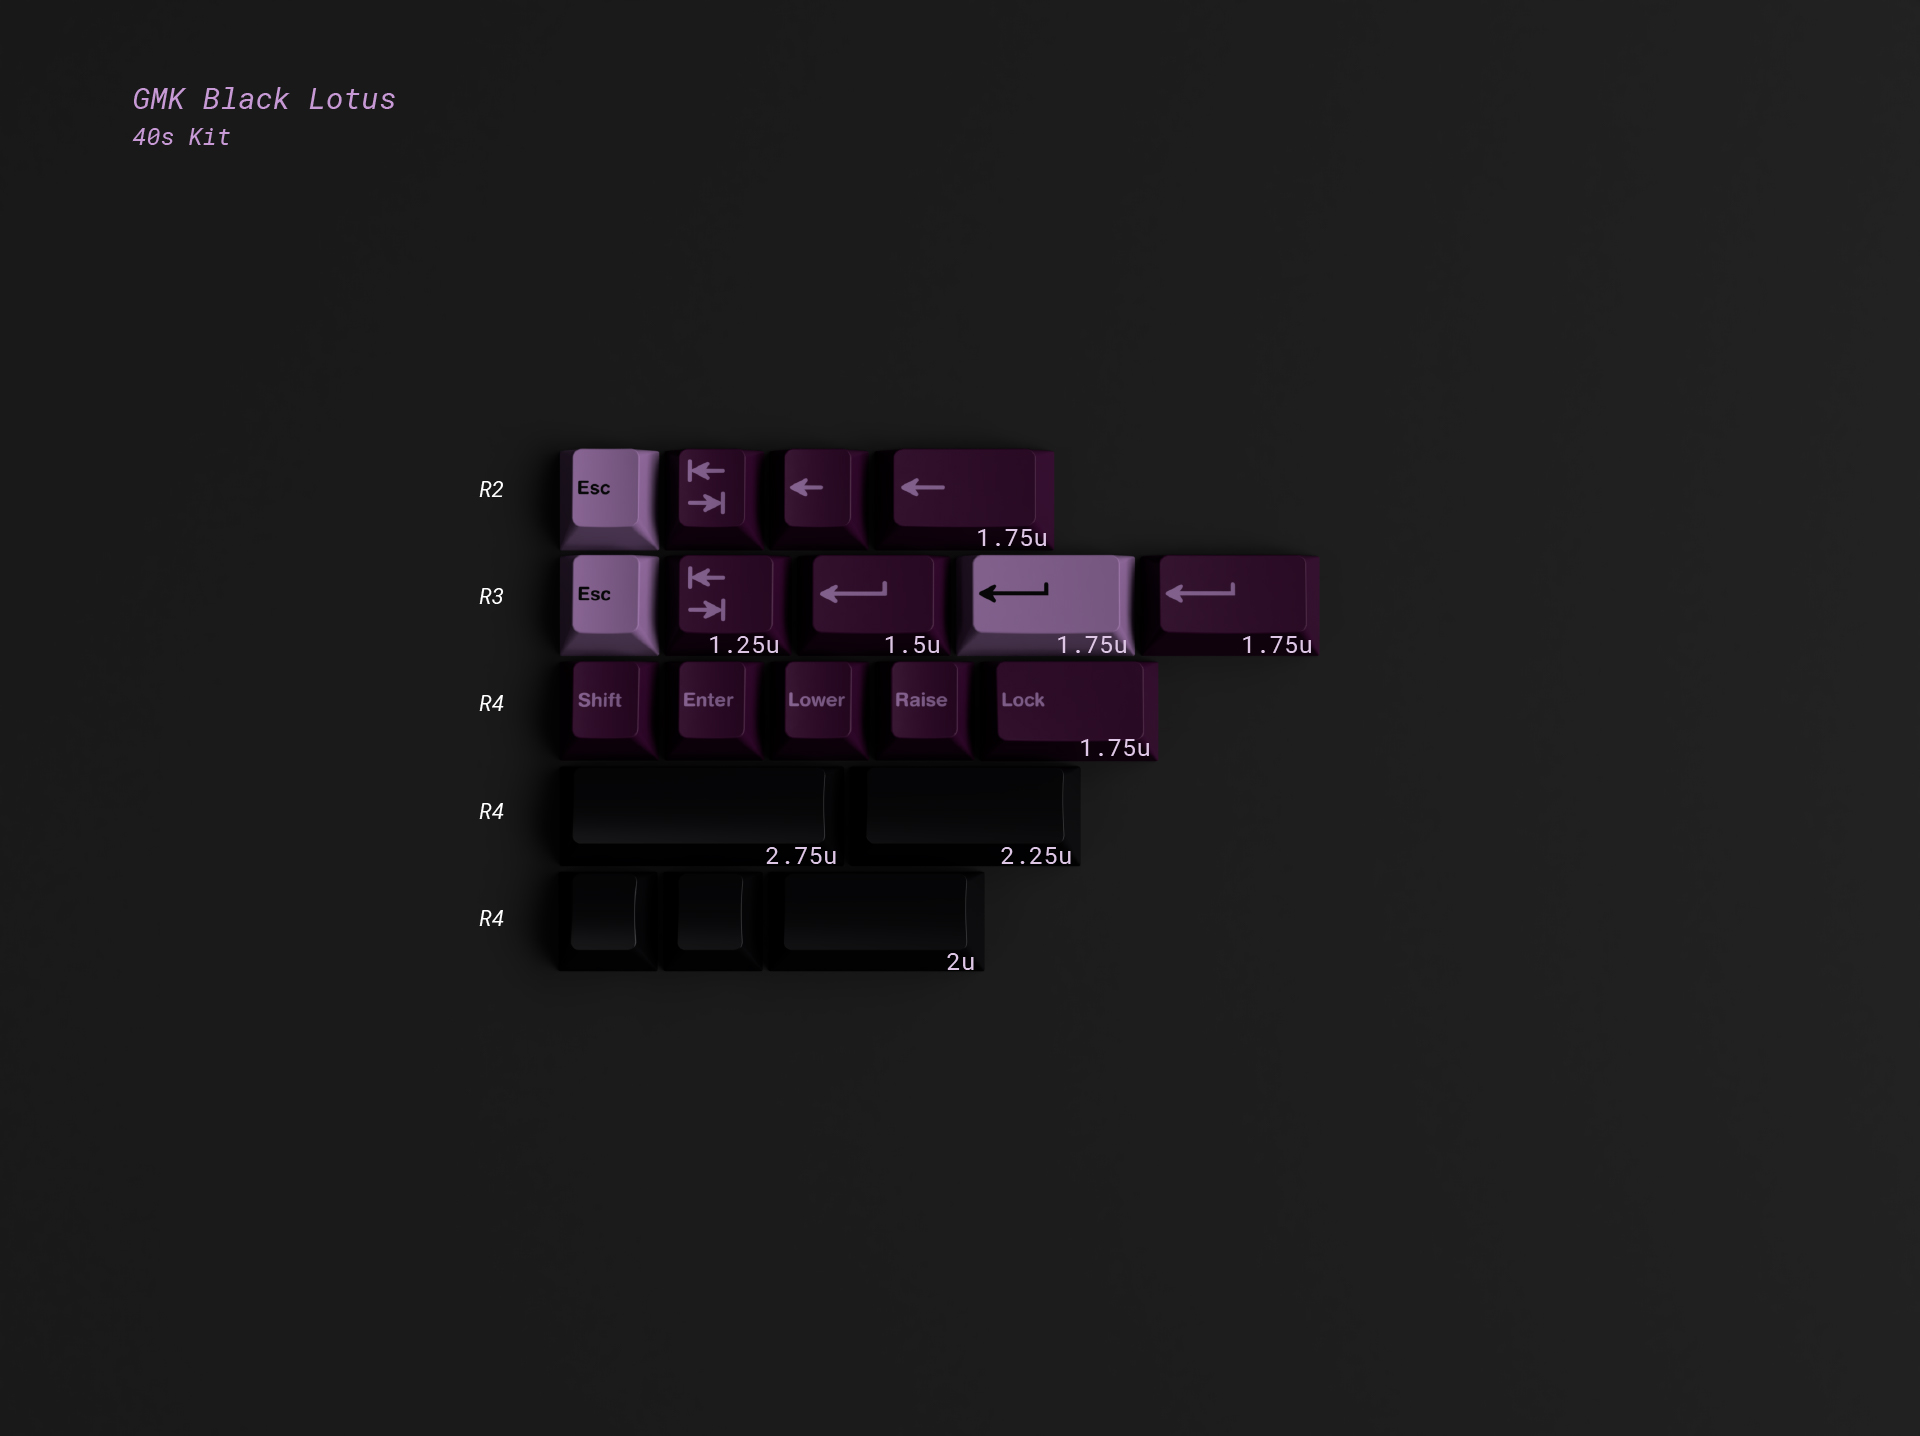 GMK Black Lotus
40s Kit
R2
Esc
1.75u
R3
Esc
1.25u
1.5u
1.75u
1.75u
R4
Shift
Enter
Lower
Raise
Lock
1.75u
R4
2.75u
2.25u
R4
2u